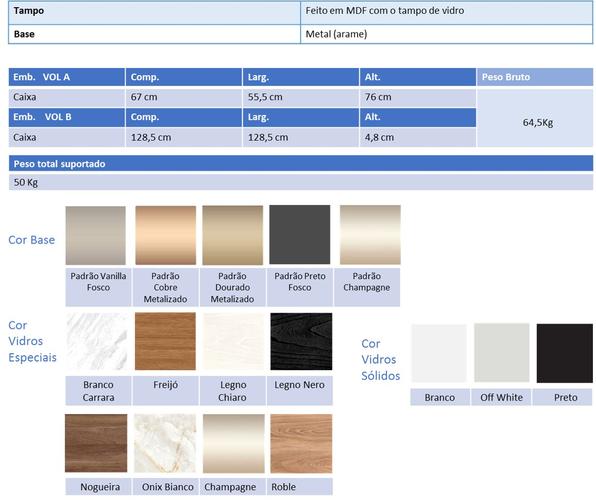 Tampo Feito em MDF com o tampo de vidro
Base Metal (arame)
Emb. VOL A Comp. Larg. Alt. Peso Bruto
Caixa 67 cm 55,5 cm 76 cm
64,5Kg
Emb. VOL B Comp. Larg. Alt.
Caixa 128,5 cm 128,5 cm 4,8 cm
Peso total suportado
50 Kg
Cor Base
Padrão Vanilla
Fosco
Padrão
Cobre
Metalizado
Padrão
Dourado
Metalizado
Padrão Preto
Fosco
Padrão
Champagne
Cor
Vidros
Especiais
Branco
Carrara
Freijó
Legno
Chiaro
Legno Nero
Cor
Vidros
Sólidos
Branco
Off White
Preto
Nogueira
Onix Bianco
Champagne
Roble